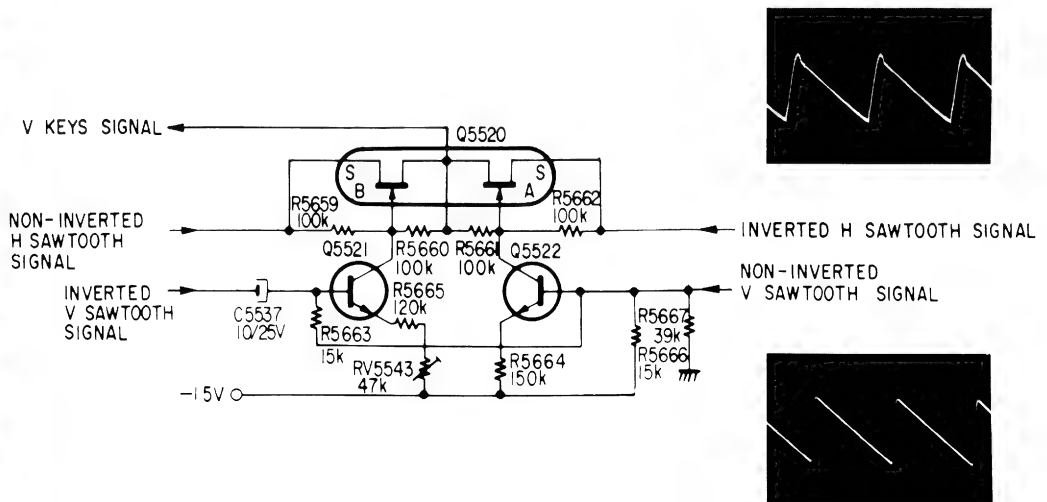 V KEYS SIGNAL
Q5520
S
B
S
A
R5659
100k
R5662
100k
NON-INVERTED
H SAWTOOTH
SIGNAL
INVERTED H SAWTOOTH SIGNAL
Q5521
R5660
100k
R5661
100k
Q5522
NON-INVERTED
V SAWTOOTH SIGNAL
INVERTED
V SAWTOOTH
SIGNAL
C5537
10/25V
R5665
120k
R5663
15k
R5667
39k
R5666
15k
RV5543
47k
R5664
150k
-15V